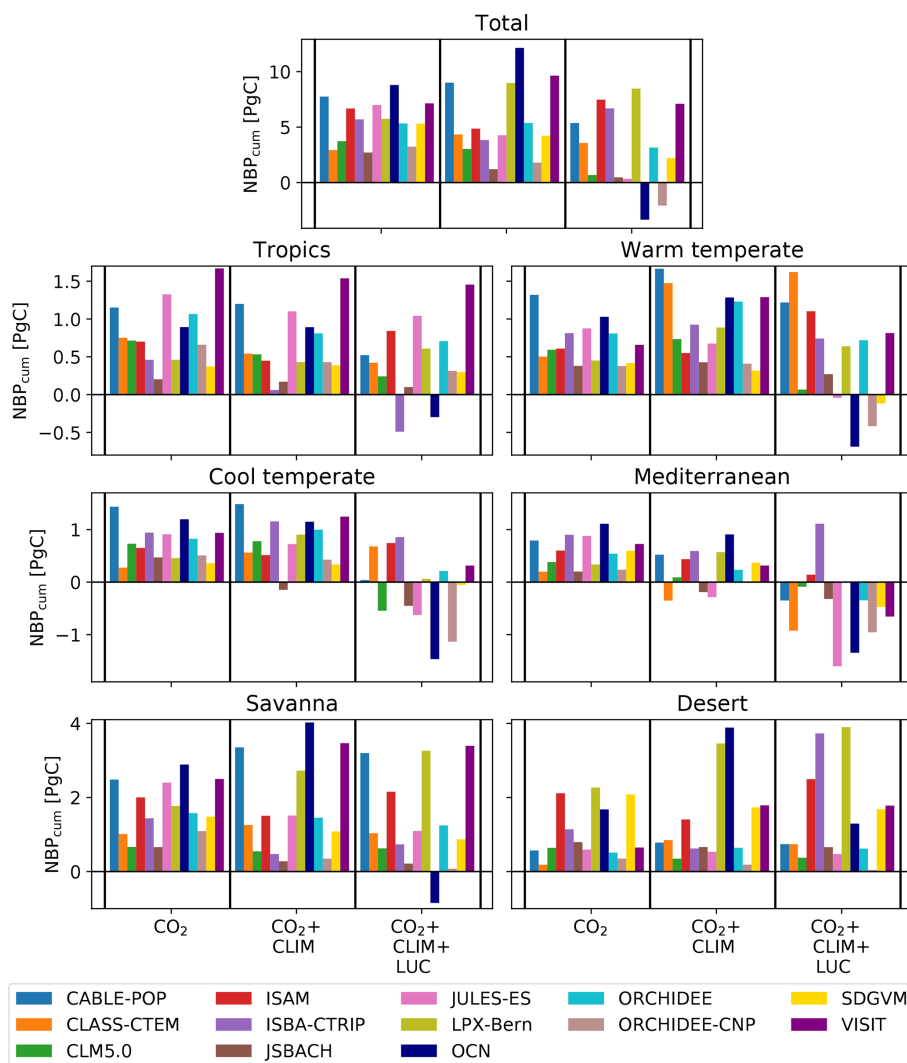 Total
NBP_cum [PgC]
10
5
0
Tropics
Warm temperate
NBP_cum [PgC]
1.5
1.0
0.5
0.0
−0.5
Cool temperate
Mediterranean
NBP_cum [PgC]
1
0
−1
Savanna
Desert
NBP_cum [PgC]
4
2
0
CO₂
CO₂+
CLIM
CO₂+
CLIM+
LUC
CO₂
CO₂+
CLIM
CO₂+
CLIM+
LUC
CABLE-POP
ISAM
JULES-ES
ORCHIDEE
SDGVM
CLASS-CTEM
ISBA-CTRIP
LPX-Bern
ORCHIDEE-CNP
VISIT
CLM5.0
JSBACH
OCN